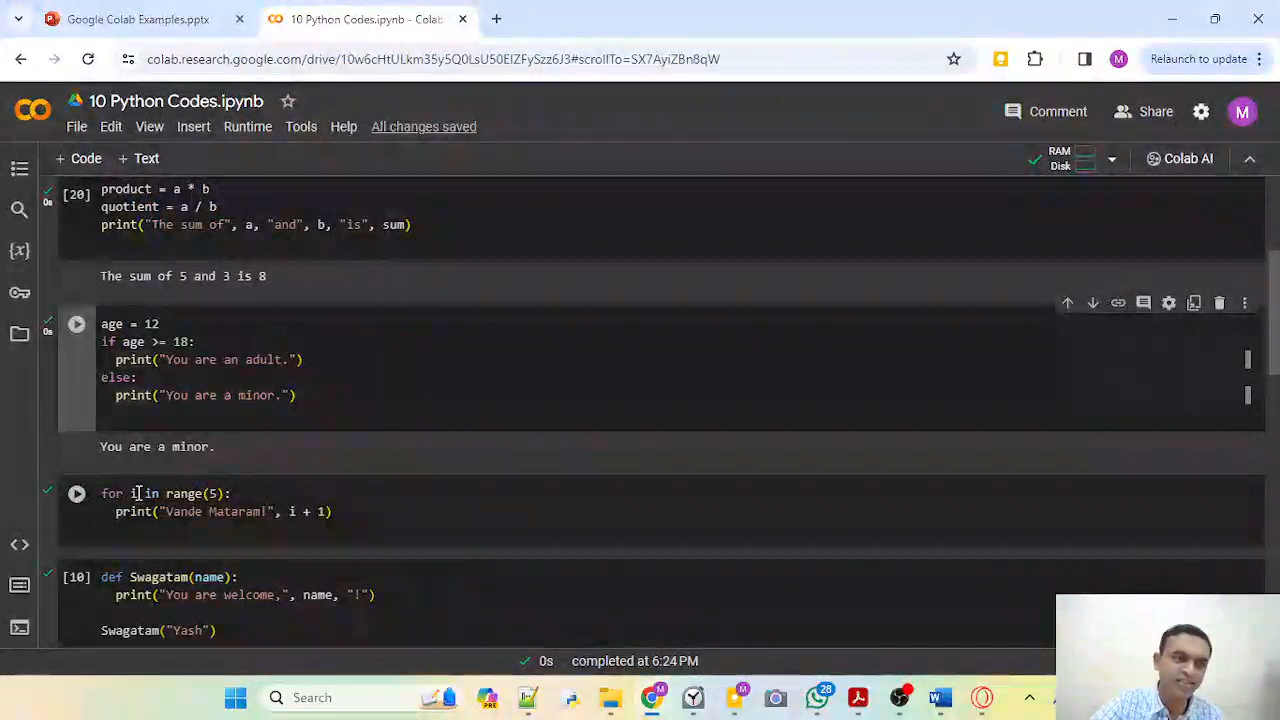 Google Colab Examples.pptx
10 Python Codes.ipynb - Colab
colab.research.google.com/drive/10w6CHtULkm35y5Q0LsU50EIZFySzz6J3#scrollTo=SX7AyiZBn8qW
M
Relaunch to update
10 Python Codes.ipynb
Comment
Share
M
File Edit View Insert Runtime Tools Help All changes saved
+ Code + Text
RAM
Disk
Colab AI
0s
[20]
product = a * b
quotient = a / b
print("The sum of", a, "and", b, "is", sum)
The sum of 5 and 3 is 8
0s
age = 12
if age >= 18:
print("You are an adult.")
else:
print("You are a minor.")
You are a minor.
for i in range(5):
print("Vande Mataram!", i + 1)
[10]
def Swagatam(name):
print("You are welcome,", name, "!")
Swagatam("Yash")
0s completed at 6:24 PM
Search
PRE
M
M
28